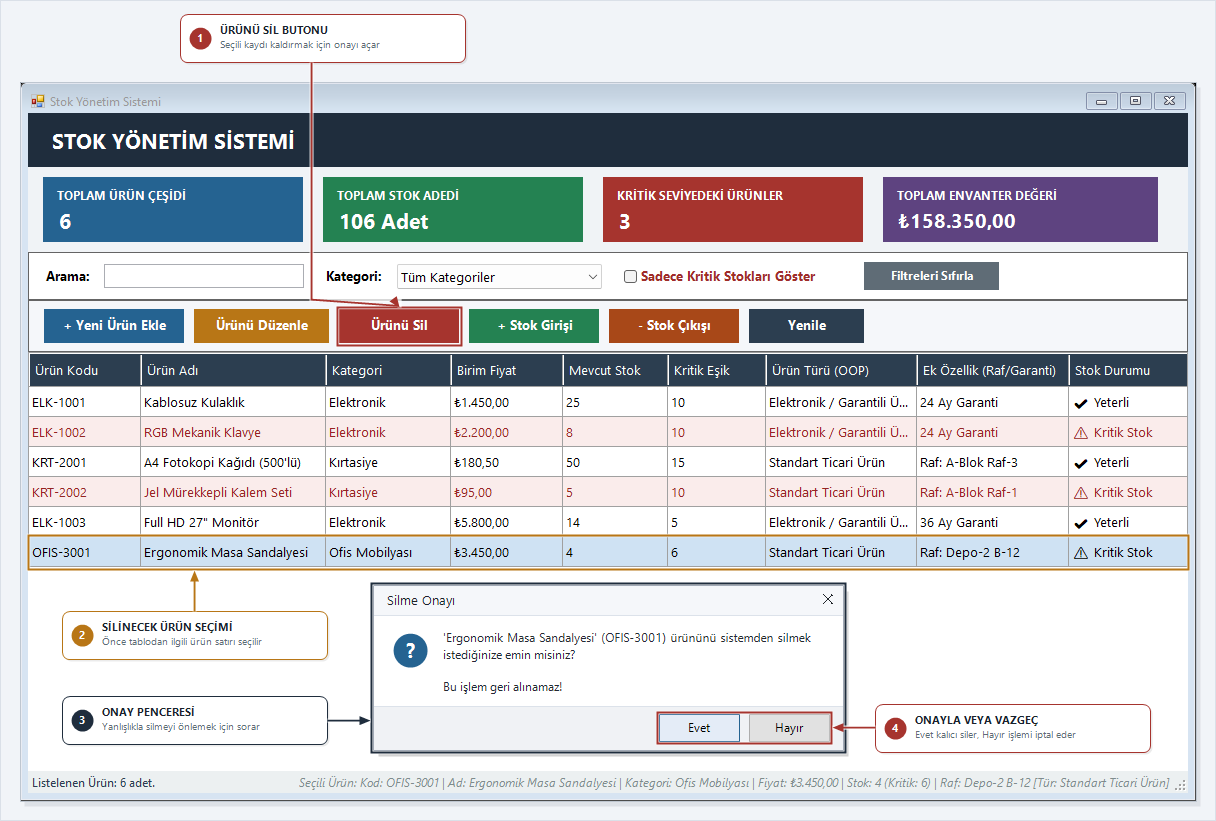 1
ÜRÜNÜ SİL BUTONU
Seçili kaydı kaldırmak için onayı açar
Stok Yönetim Sistemi
STOK YÖNETİM SİSTEMİ
TOPLAM ÜRÜN ÇEŞİDİ
6
TOPLAM STOK ADEDİ
106 Adet
KRİTİK SEVİYEDEKİ ÜRÜNLER
3
TOPLAM ENVANTER DEĞERİ
₺158.350,00
Arama: Kategori: Tüm Kategoriler Sadece Kritik Stokları Göster Filtreleri Sıfırla
+ Yeni Ürün Ekle Ürünü Düzenle Ürünü Sil + Stok Girişi - Stok Çıkışı Yenile
Ürün Kodu Ürün Adı Kategori Birim Fiyat Mevcut Stok Kritik Eşik Ürün Türü (OOP) Ek Özellik (Raf/Garanti) Stok Durumu
ELK-1001 Kablosuz Kulaklık Elektronik ₺1.450,00 25 10 Elektronik / Garantili Ü... 24 Ay Garanti Yeterli
ELK-1002 RGB Mekanik Klavye Elektronik ₺2.200,00 8 10 Elektronik / Garantili Ü... 24 Ay Garanti Kritik Stok
KRT-2001 A4 Fotokopi Kağıdı (500'lü) Kırtasiye ₺180,50 50 15 Standart Ticari Ürün Raf: A-Blok Raf-3 Yeterli
KRT-2002 Jel Mürekkepli Kalem Seti Kırtasiye ₺95,00 5 10 Standart Ticari Ürün Raf: A-Blok Raf-1 Kritik Stok
ELK-1003 Full HD 27" Monitör Elektronik ₺5.800,00 14 5 Elektronik / Garantili Ü... 36 Ay Garanti Yeterli
OFIS-3001 Ergonomik Masa Sandalyesi Ofis Mobilyası ₺3.450,00 4 6 Standart Ticari Ürün Raf: Depo-2 B-12 Kritik Stok
2
SİLİNECEK ÜRÜN SEÇİMİ
Önce tablodan ilgili ürün satırı seçilir
3
ONAY PENCERESİ
Yanlışlıkla silmeyi önlemek için sorar
Silme Onayı
?
'Ergonomik Masa Sandalyesi' (OFIS-3001) ürününü sistemden silmek
istediğinize emin misiniz?
Bu işlem geri alınamaz!
Evet Hayır
4
ONAYLA VEYA VAZGEÇ
Evet kalıcı siler, Hayır işlemi iptal eder
Listelenen Ürün: 6 adet.
Seçili Ürün: Kod: OFIS-3001 | Ad: Ergonomik Masa Sandalyesi | Kategori: Ofis Mobilyası | Fiyat: ₺3.450,00 | Stok: 4 (Kritik: 6) | Raf: Depo-2 B-12 [Tür: Standart Ticari Ürün]